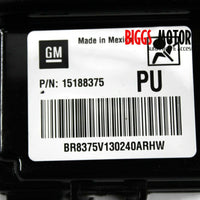 BIGGS MOTOR
GM
Made in Mexi
P/N: 15188375
PU
BR8375V130240ARHW